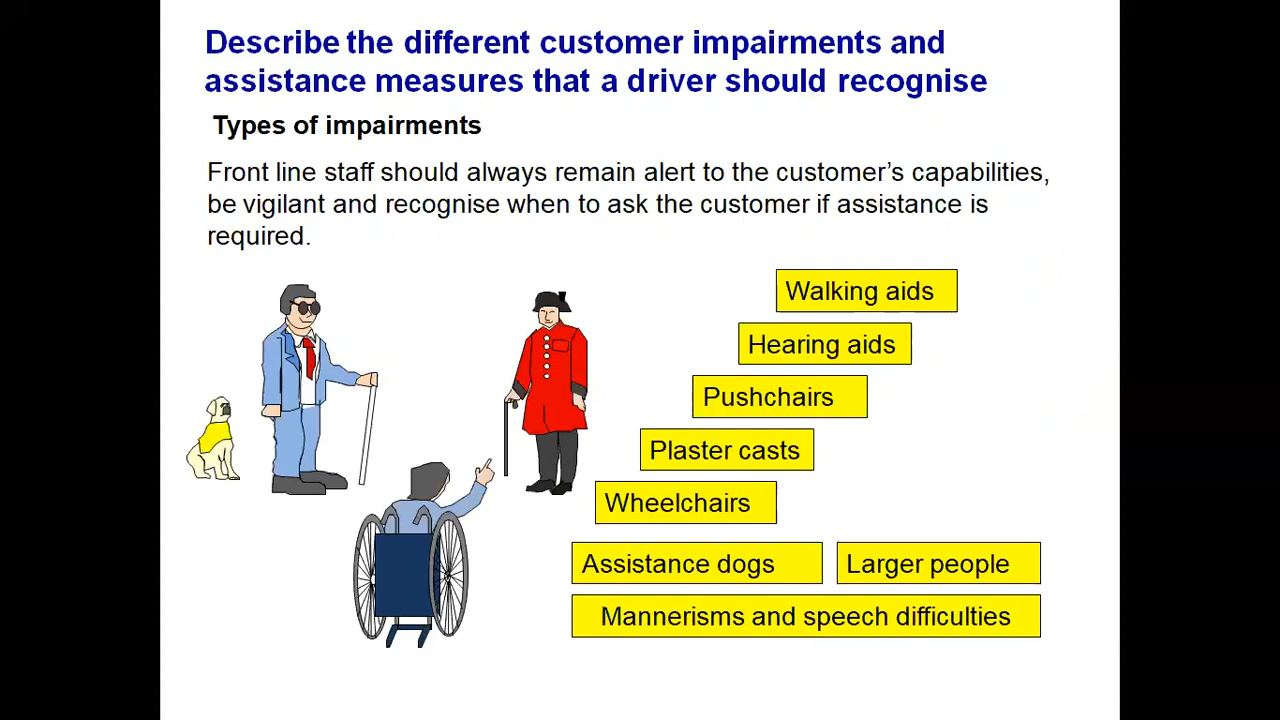 Describe the different customer impairments and
assistance measures that a driver should recognise
Types of impairments
Front line staff should always remain alert to the customer's capabilities,
be vigilant and recognise when to ask the customer if assistance is
required.
Walking aids
Hearing aids
Pushchairs
Plaster casts
Wheelchairs
Assistance dogs
Larger people
Mannerisms and speech difficulties